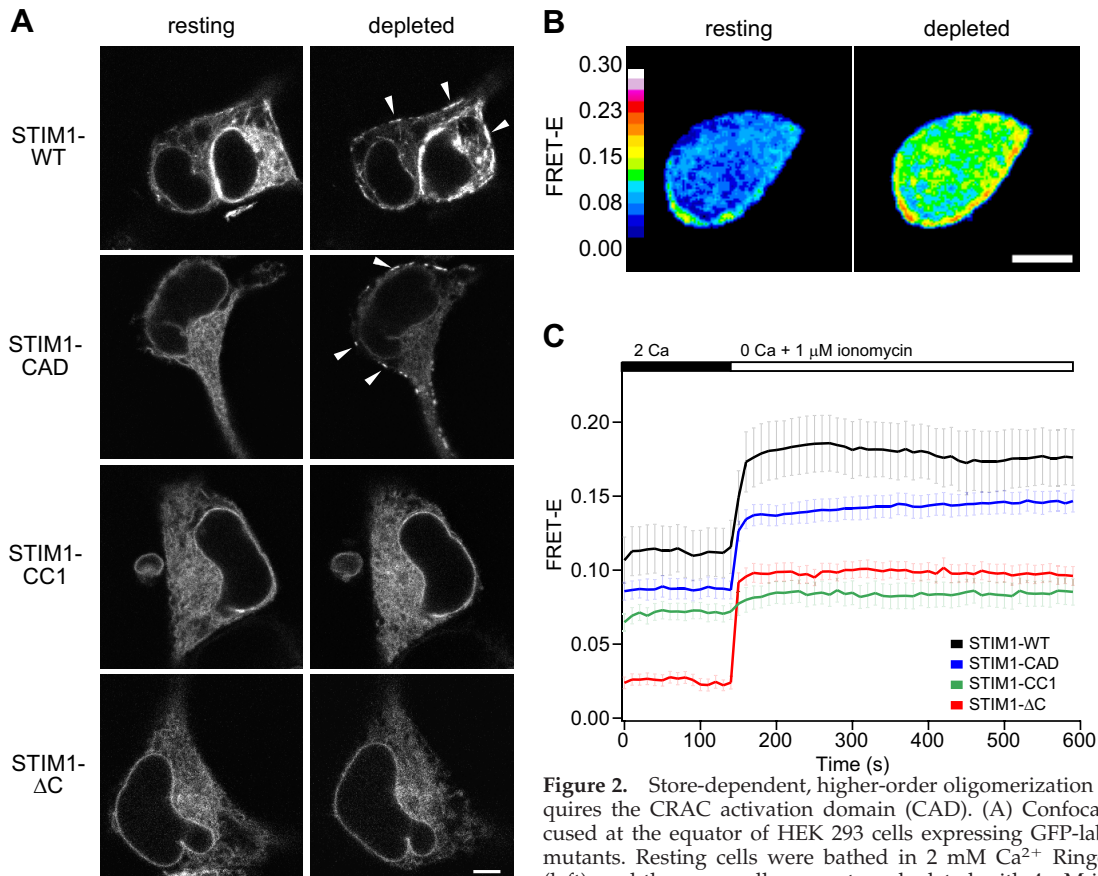 A
resting
depleted
STIM1-
WT
STIM1-
CAD
STIM1-
CC1
STIM1-
ΔC
B
resting
depleted
FRET-E
0.30
0.23
0.15
0.08
0.00
C
2 Ca
0 Ca + 1 μM ionomycin
FRET-E
0.20
0.15
0.10
0.05
0.00
STIM1-WT
STIM1-CAD
STIM1-CC1
STIM1-ΔC
0
100
200
300
400
500
600
Time (s)
Figure 2. Store-dependent, higher-order oligomerization
quires the CRAC activation domain (CAD). (A) Confoca
cused at the equator of HEK 293 cells expressing GFP-lab
mutants. Resting cells were bathed in 2 mM Ca²⁺ Ringe